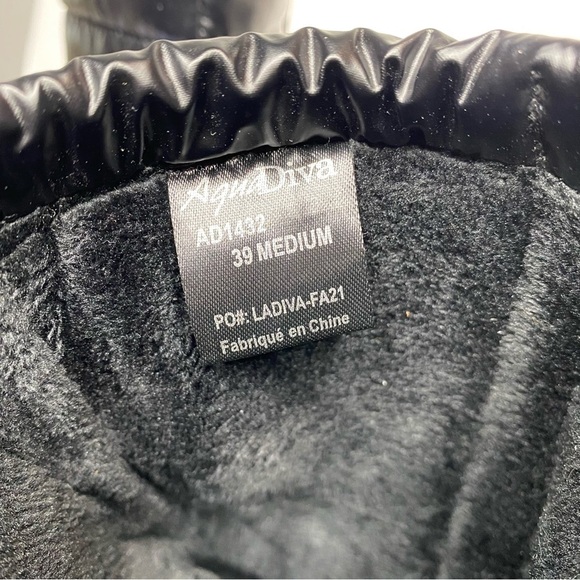 AquaDiva
AD1432
39 MEDIUM
PO#: LADIVA-FA21
Fabriqué en Chine